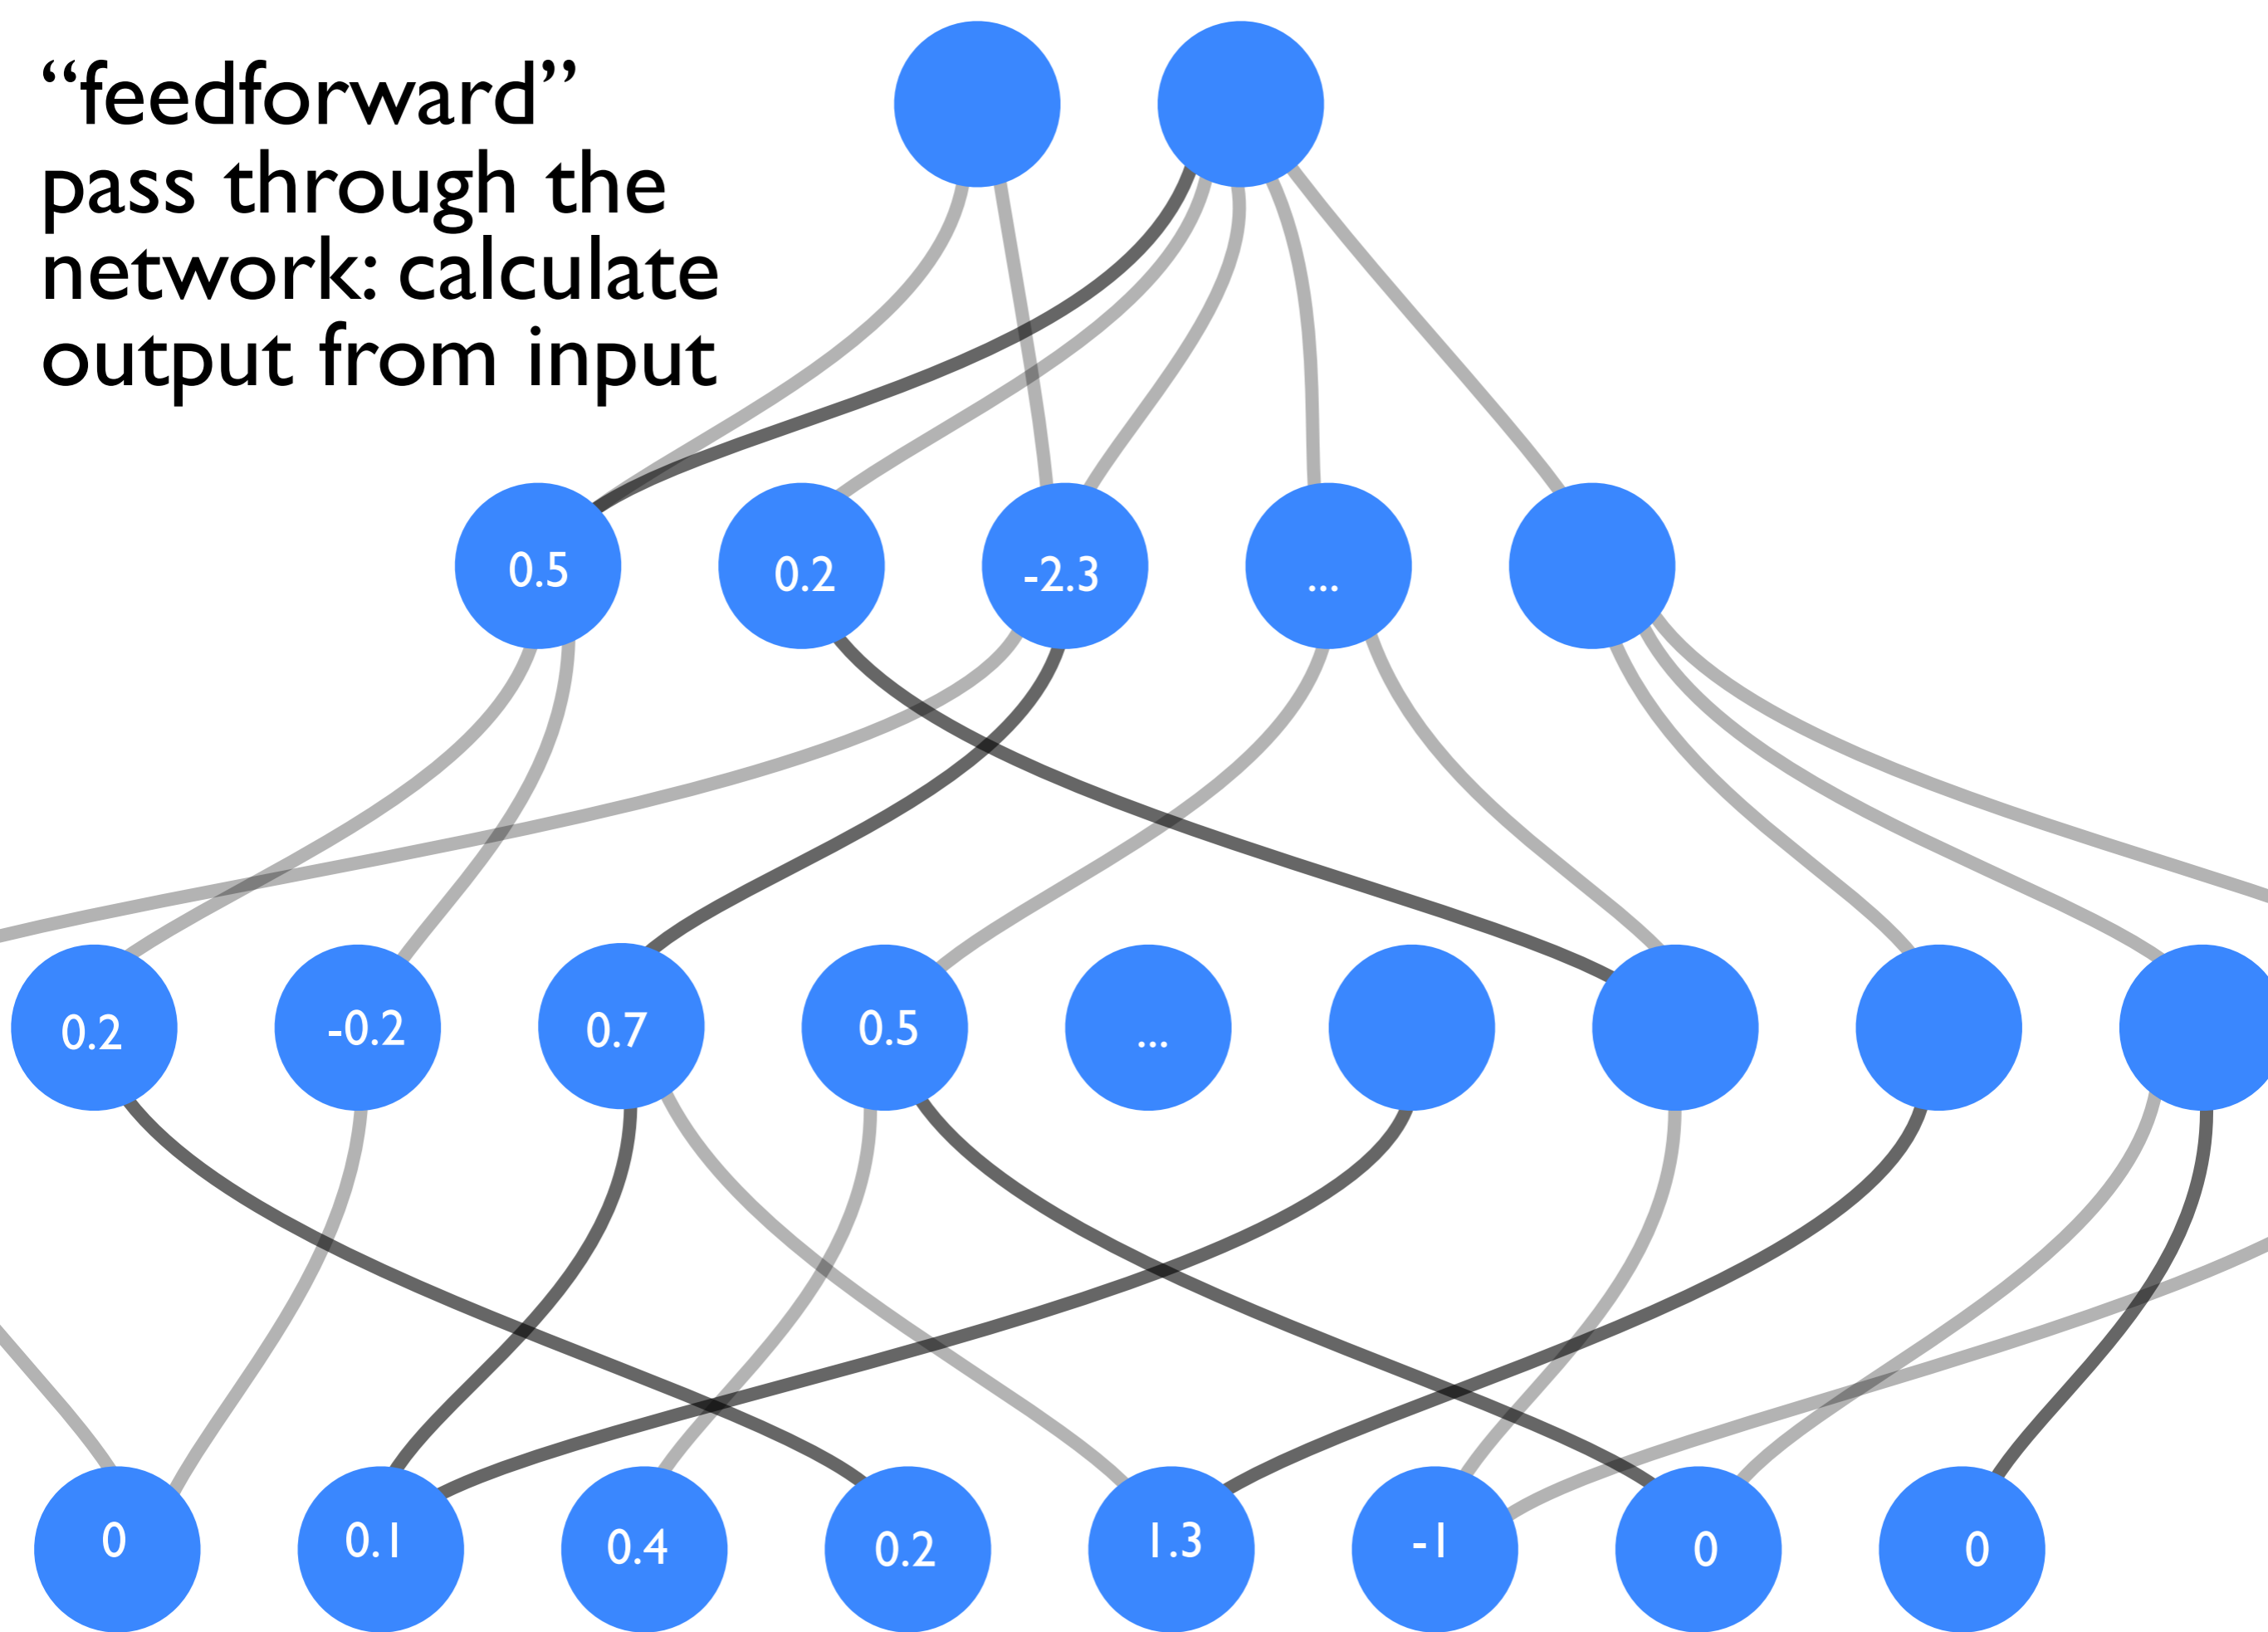 “feedforward”
pass through the
network: calculate
output from input
0.5 0.2 -2.3 ...
0.2 -0.2 0.7 0.5 ...
0 0.1 0.4 0.2 1.3 -1 0 0